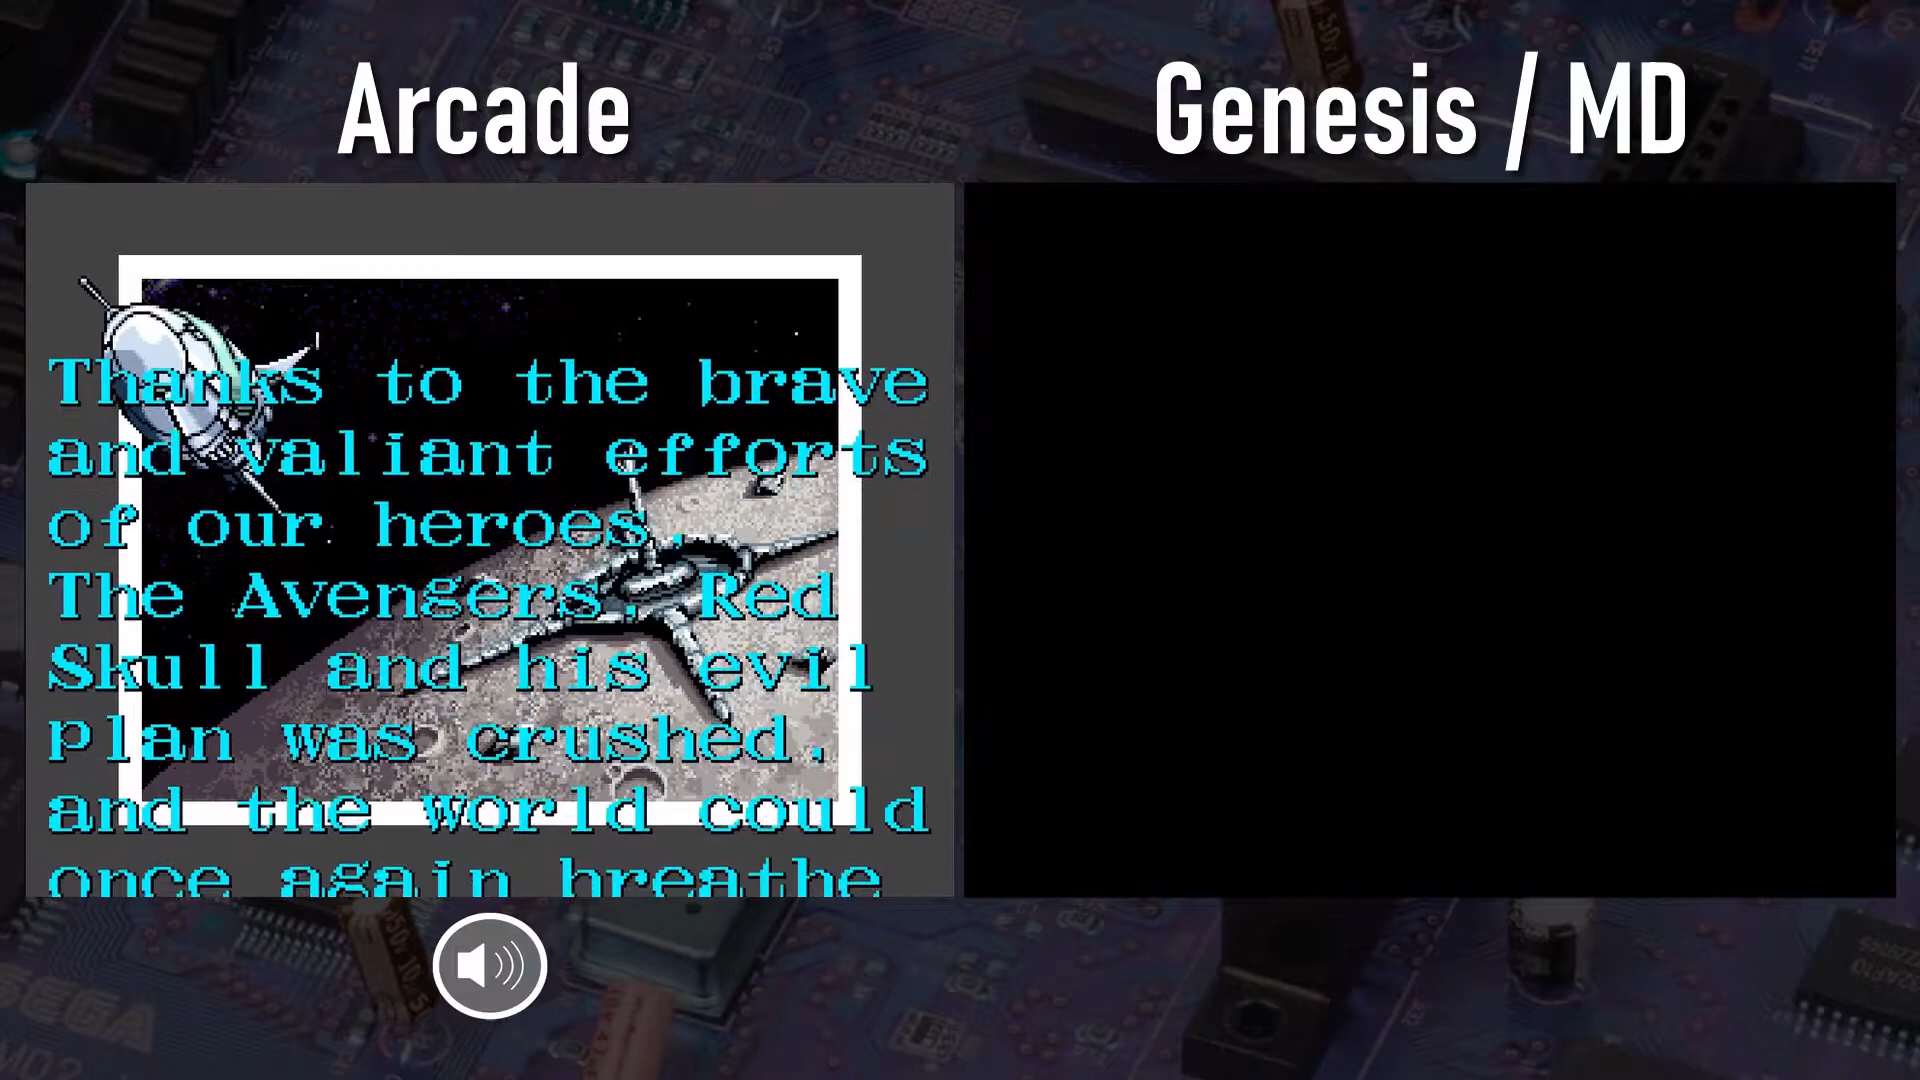 Arcade
Genesis / MD
Thanks to the brave
and valiant efforts
of our heroes,
The Avengers, Red
Skull and his evil
plan was crushed,
and the world could
once again breathe
SEGA